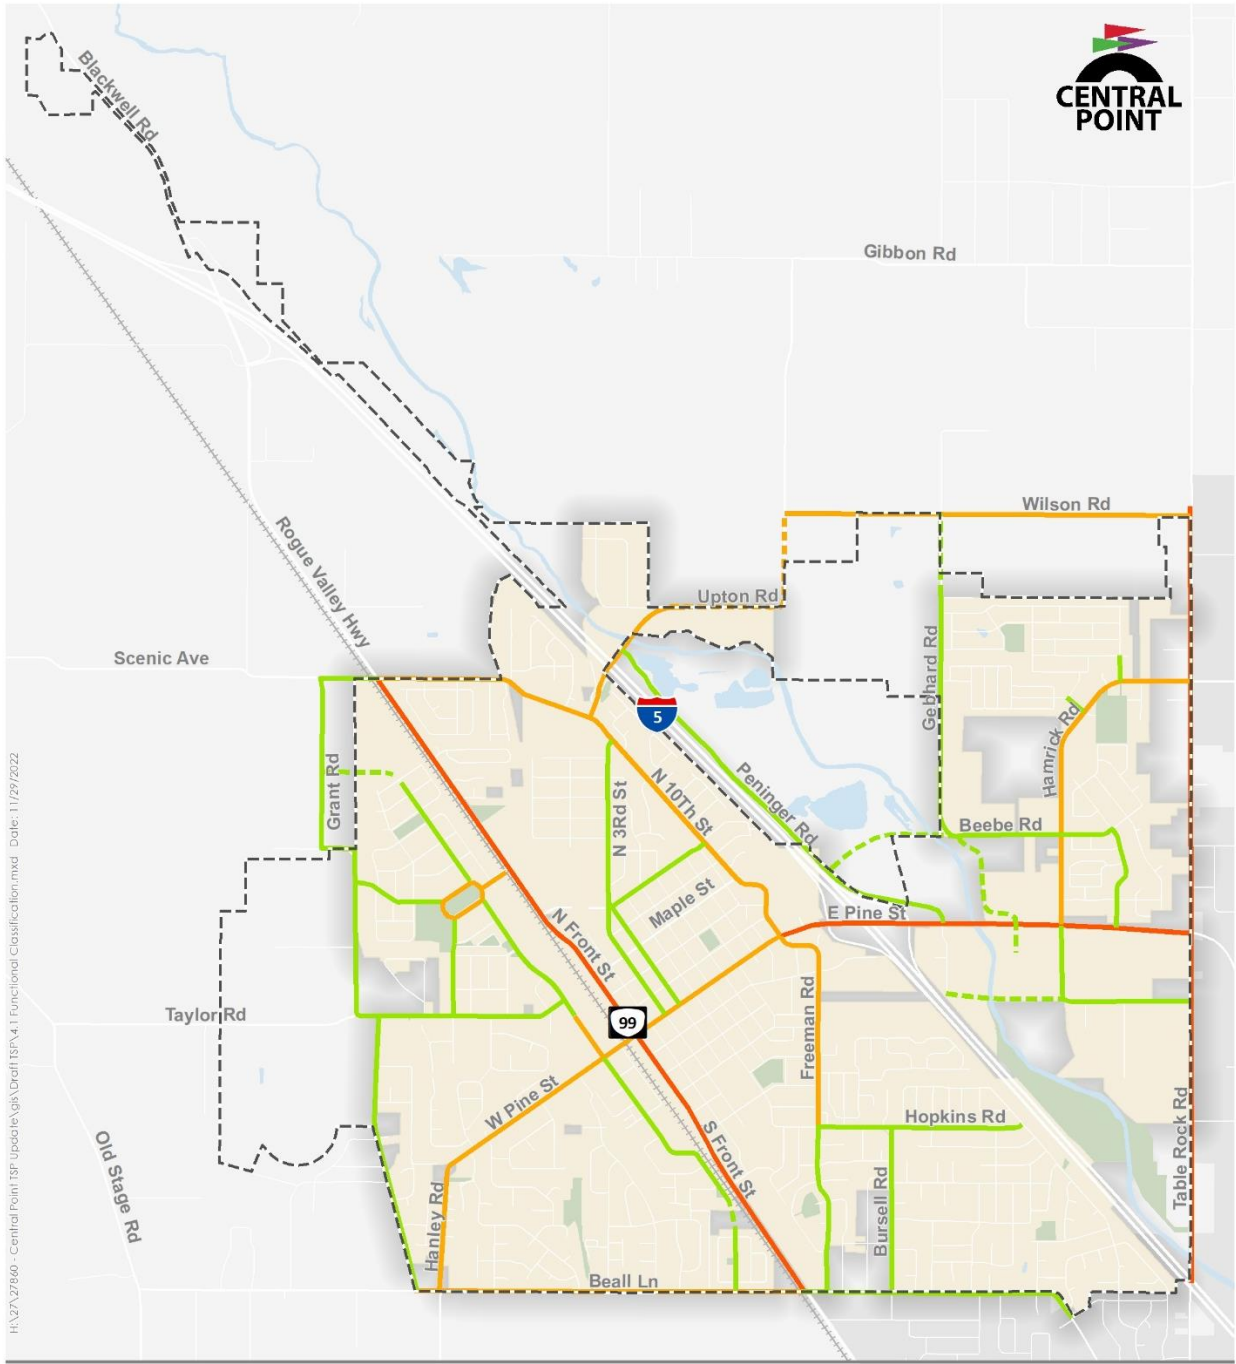 CENTRAL
POINT
Blackwell Rd
Gibbon Rd
Wilson Rd
Rogue Valley Hwy
Upton Rd
Scenic Ave
Gebhard Rd
5
Hamrick Rd
Grant Rd
N 10Th St
Peninger Rd
N 3Rd St
Beebe Rd
Maple St
E Pine St
N Front St
Taylor Rd
99
Freeman Rd
W Pine St
Hopkins Rd
Table Rock Rd
Old Stage Rd
S Front St
Hanley Rd
Bursell Rd
Beall Ln
H:\27\27860 - Central Point TSP Update\gis\Draft TSP\4.1 Functional Classification.mxd Date: 11/29/2022